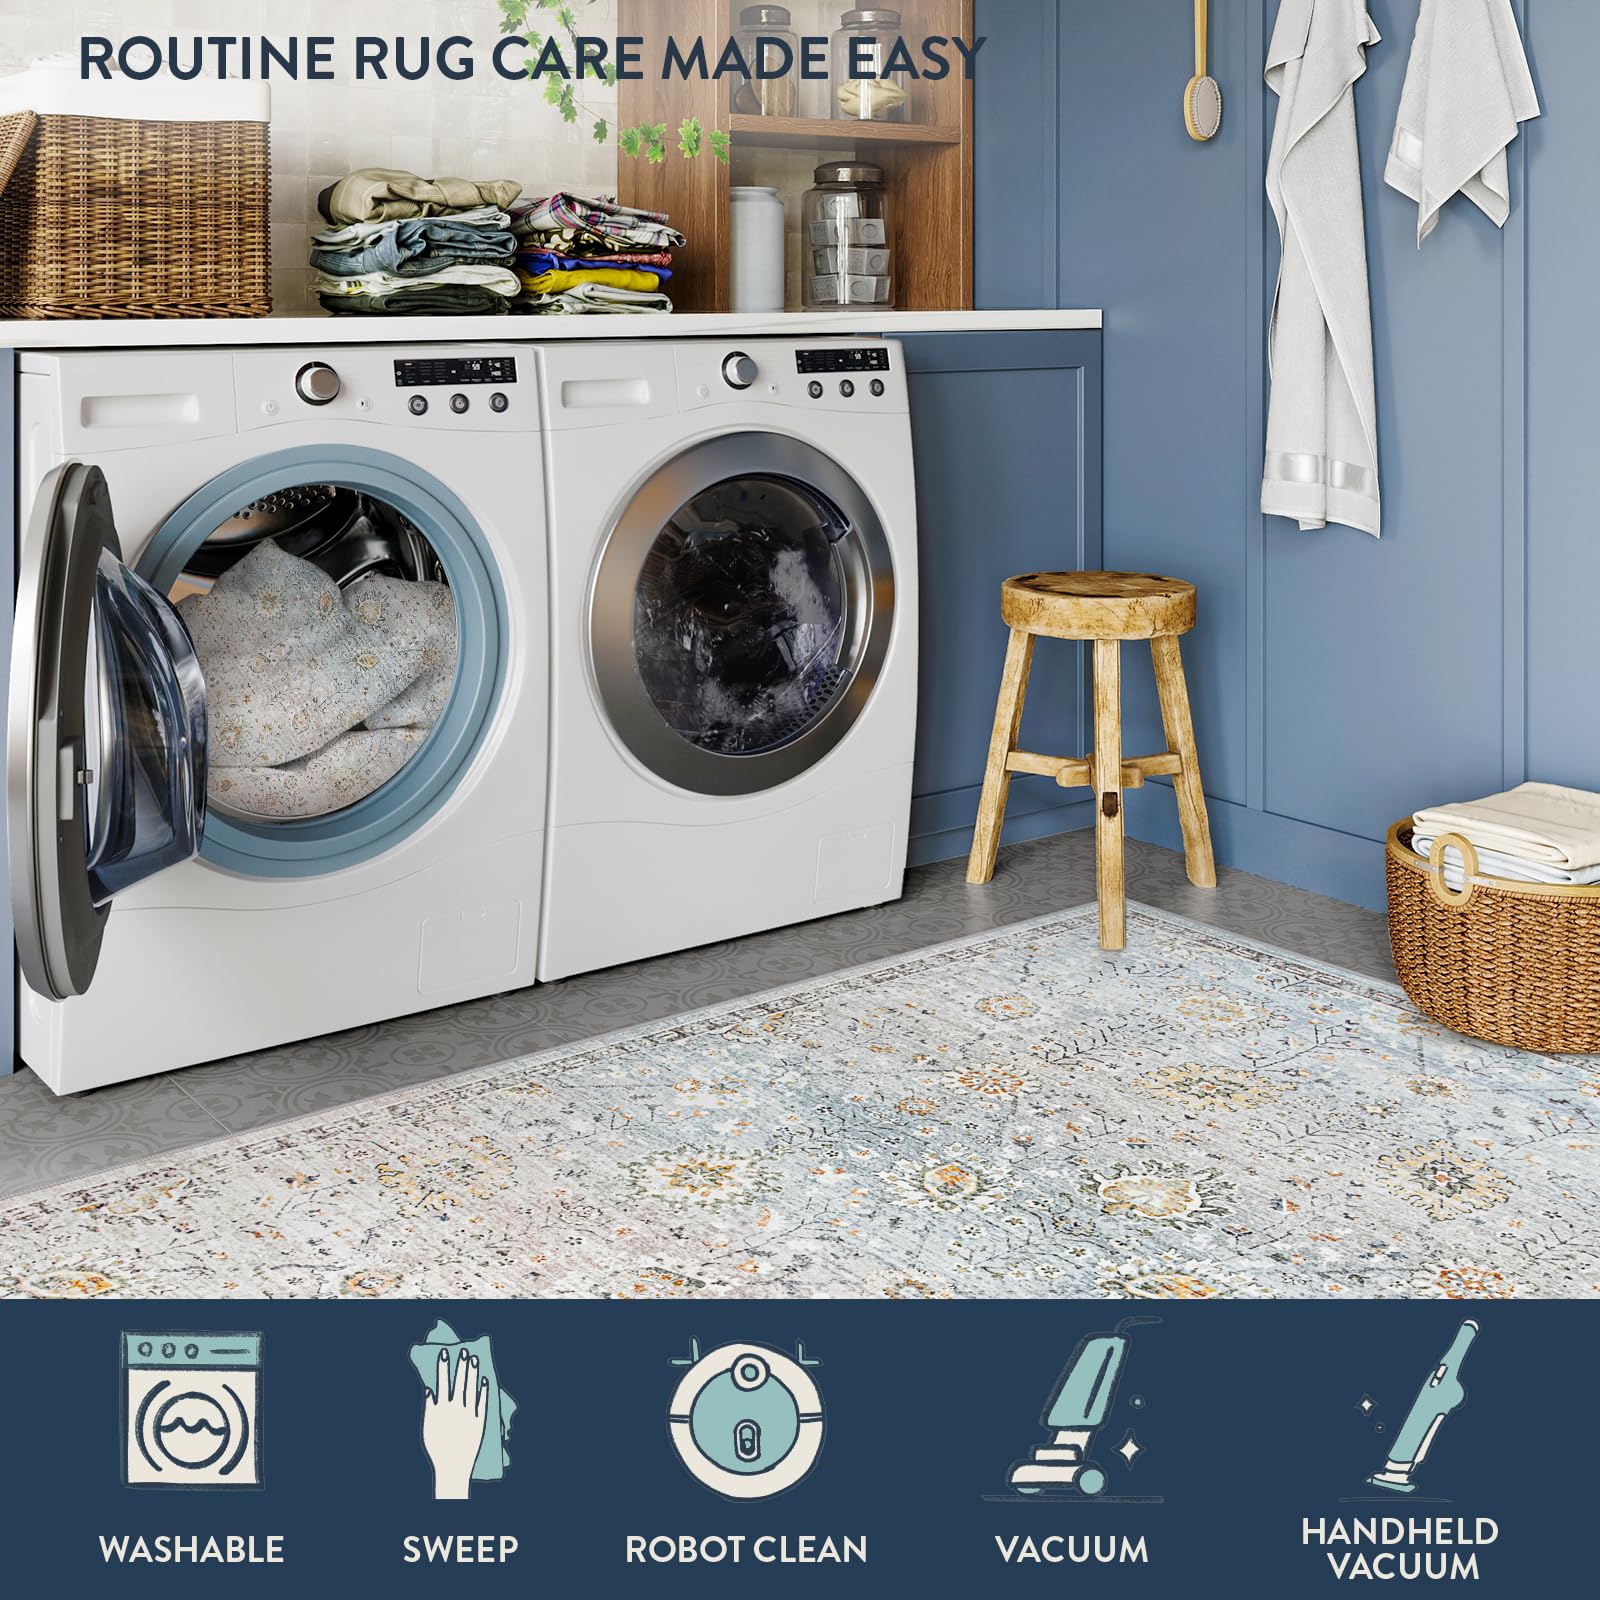 ROUTINE RUG CARE MADE EASY
WASHABLE
SWEEP
ROBOT CLEAN
VACUUM
HANDHELD
VACUUM